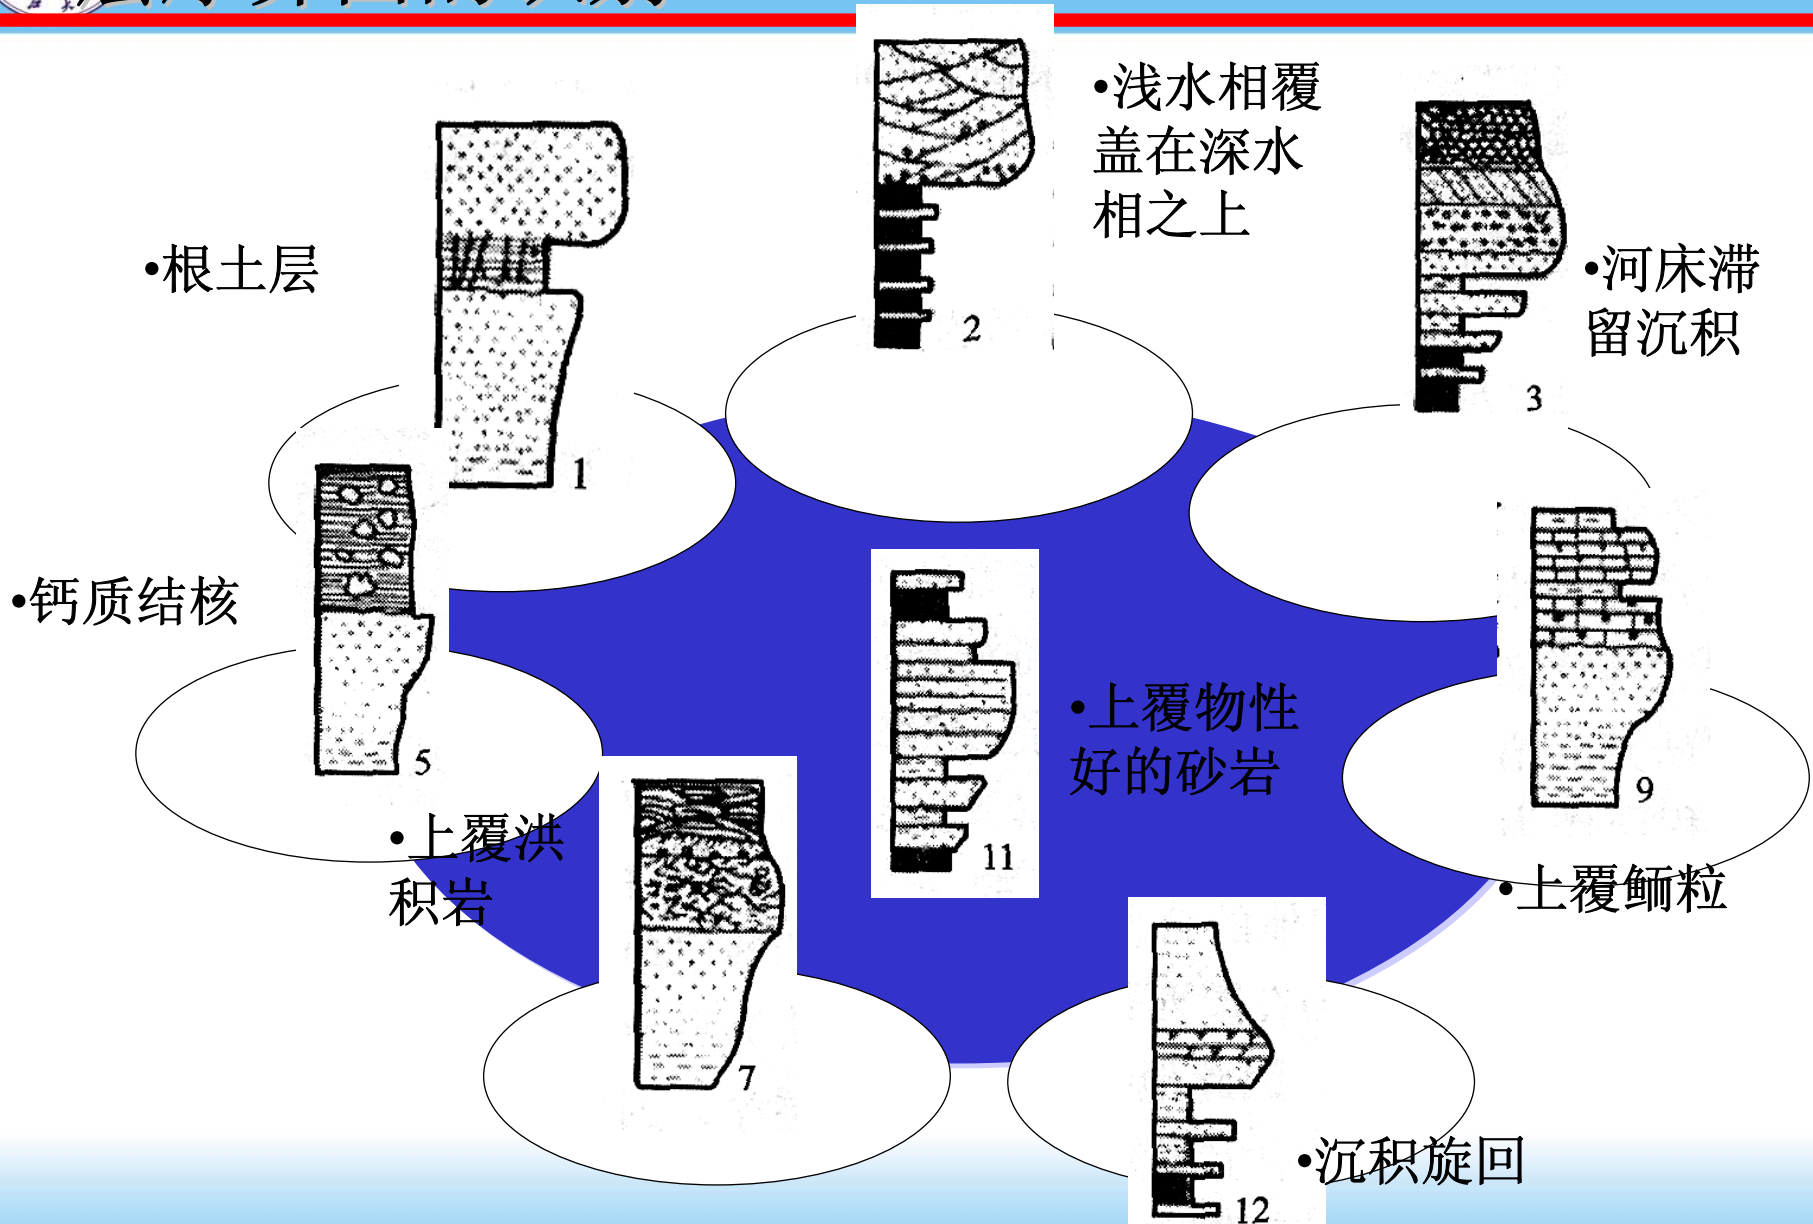 •浅水相覆
盖在深水
相之上
•根土层
•河床滞
留沉积
1
2
3
•钙质结核
5
•上覆物性
好的砂岩
11
9
•上覆洪
积岩
•上覆鲕粒
7
•沉积旋回
12